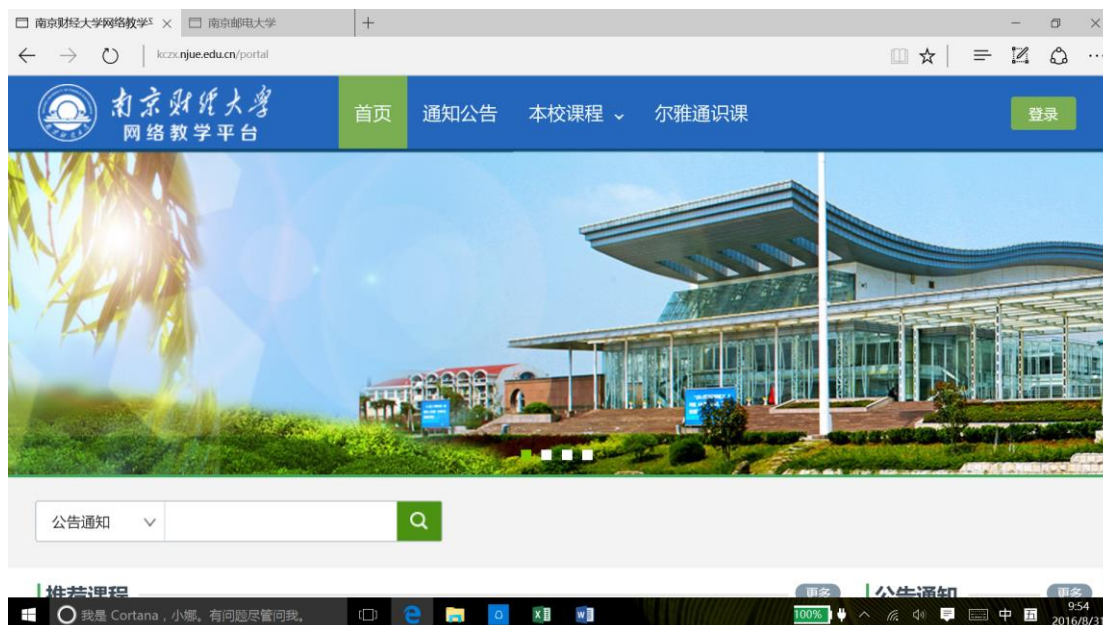 南京财经大学网络教学
南京邮电大学
kczx.njue.edu.cn/portal
南京财经大学
网络教学平台
首页
通知公告
本校课程
尔雅通识课
登录
公告通知
推荐课程
更多
公告通知
更多
我是 Cortana，小娜。有问题尽管问我。
100%
中
五
9:54
2016/8/31